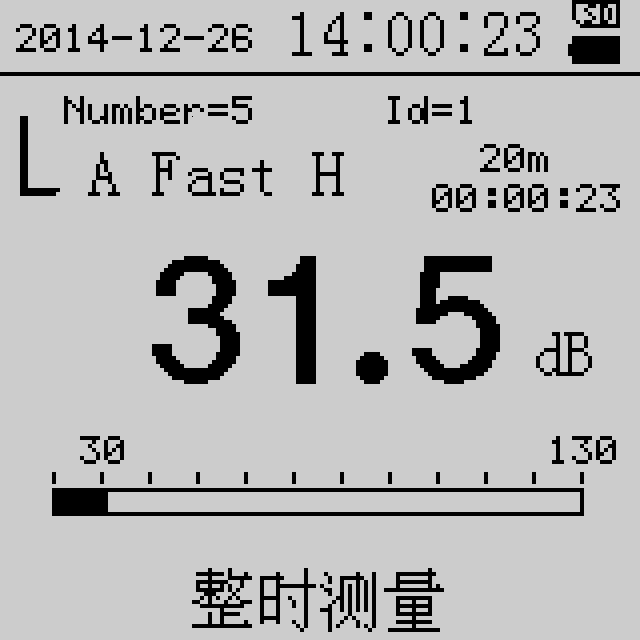 2014-12-26 14:00:23 SD
Number=5 Id=1
L A Fast H 20m
00:00:23
31.5 dB
30 130
整时测量